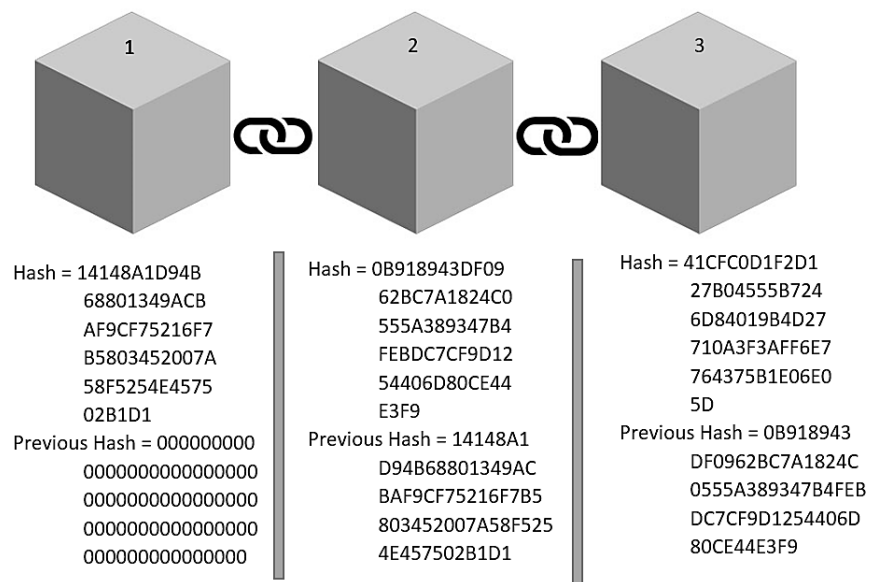 1
2
3
Hash = 14148A1D94B
68801349ACB
AF9CF75216F7
B5803452007A
58F5254E4575
02B1D1
Previous Hash = 000000000
0000000000000000
0000000000000000
0000000000000000
000000000000000
Hash = 0B918943DF09
62BC7A1824C0
555A389347B4
FEBDC7CF9D12
54406D80CE44
E3F9
Previous Hash = 14148A1
D94B68801349AC
BAF9CF75216F7B5
803452007A58F525
4E457502B1D1
Hash = 41CFC0D1F2D1
27B04555B724
6D84019B4D27
710A3F3AFF6E7
764375B1E06E0
5D
Previous Hash = 0B918943
DF0962BC7A1824C
0555A389347B4FEB
DC7CF9D1254406D
80CE44E3F9